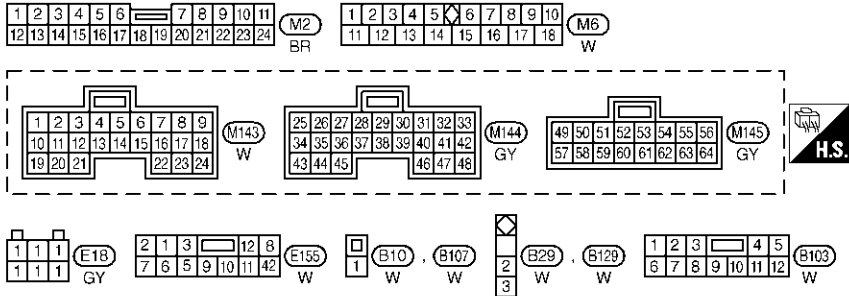 1 2 3 4 5 6 7 8 9 10 11
12 13 14 15 16 17 18 19 20 21 22 23 24
M2
BR
1 2 3 4 5 6 7 8 9 10
11 12 13 14 15 16 17 18
M6
W
1 2 3 4 5 6 7 8 9
10 11 12 13 14 15 16 17 18
19 20 21 22 23 24
M143
W
25 26 27 28 29 30 31 32 33
34 35 36 37 38 39 40 41 42
43 44 45 46 47 48
M144
GY
49 50 51 52 53 54 55 56
57 58 59 60 61 62 63 64
M145
GY
H.S.
1 1 1
1 1 1
E18
GY
2 1 3 12 8
7 6 5 9 10 11 42
E155
W
1
B10 , B107
W W
2
3
B29 , B129
W W
1 2 3 4 5
6 7 8 9 10 11 12
B103
W